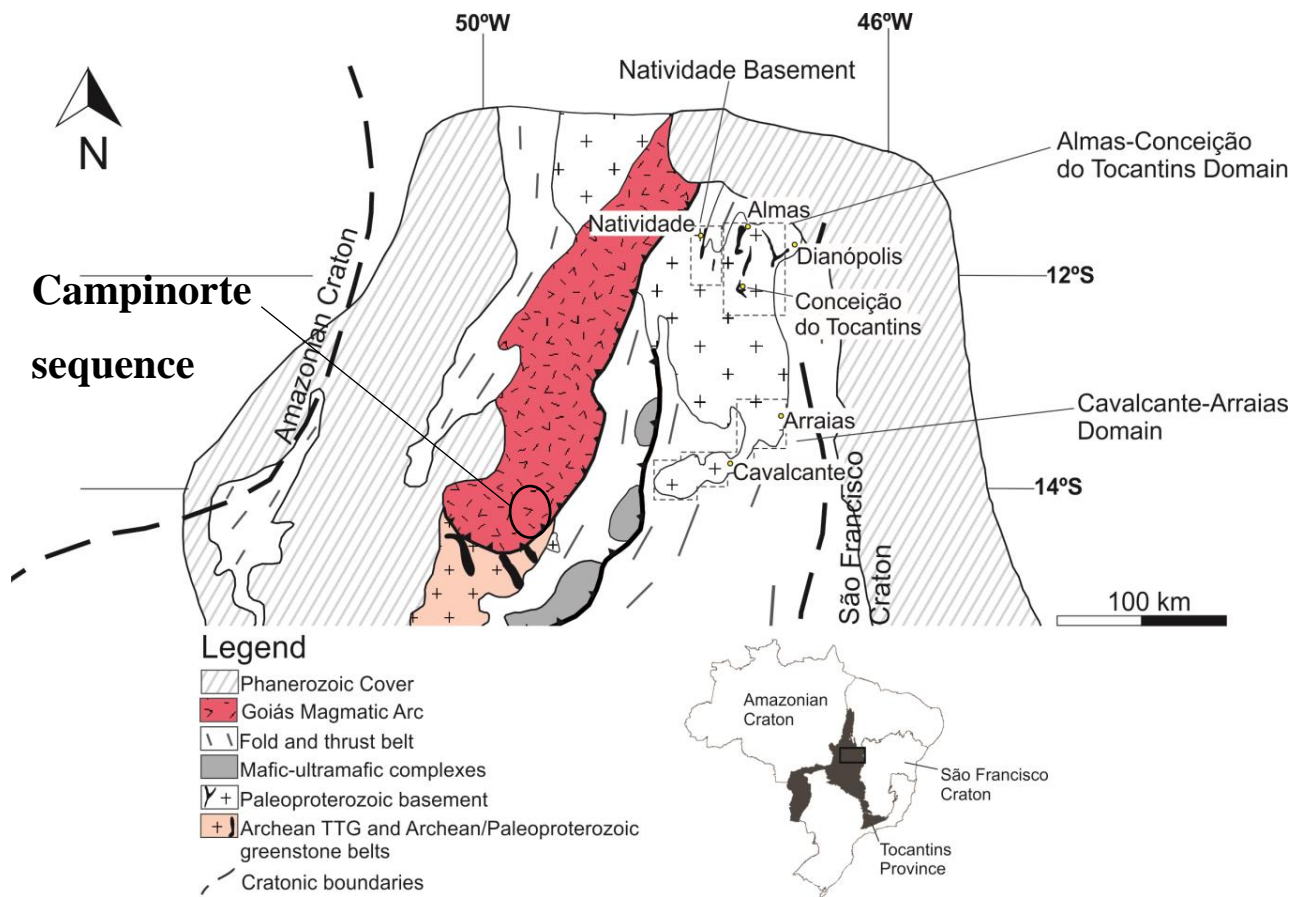 50ºW
46ºW
N
Natividade Basement
Almas-Conceição
do Tocantins Domain
Natividade
Almas
Dianópolis
12ºS
Conceição
do Tocantins
Campinorte
sequence
Amazonian Craton
Arraias
Cavalcante-Arraias
Domain
Cavalcante
14ºS
São Francisco
Craton
100 km
Legend
Phanerozoic Cover
Goiás Magmatic Arc
Fold and thrust belt
Mafic-ultramafic complexes
Paleoproterozoic basement
Archean TTG and Archean/Paleoproterozoic
greenstone belts
Cratonic boundaries
Amazonian
Craton
São Francisco
Craton
Tocantins
Province